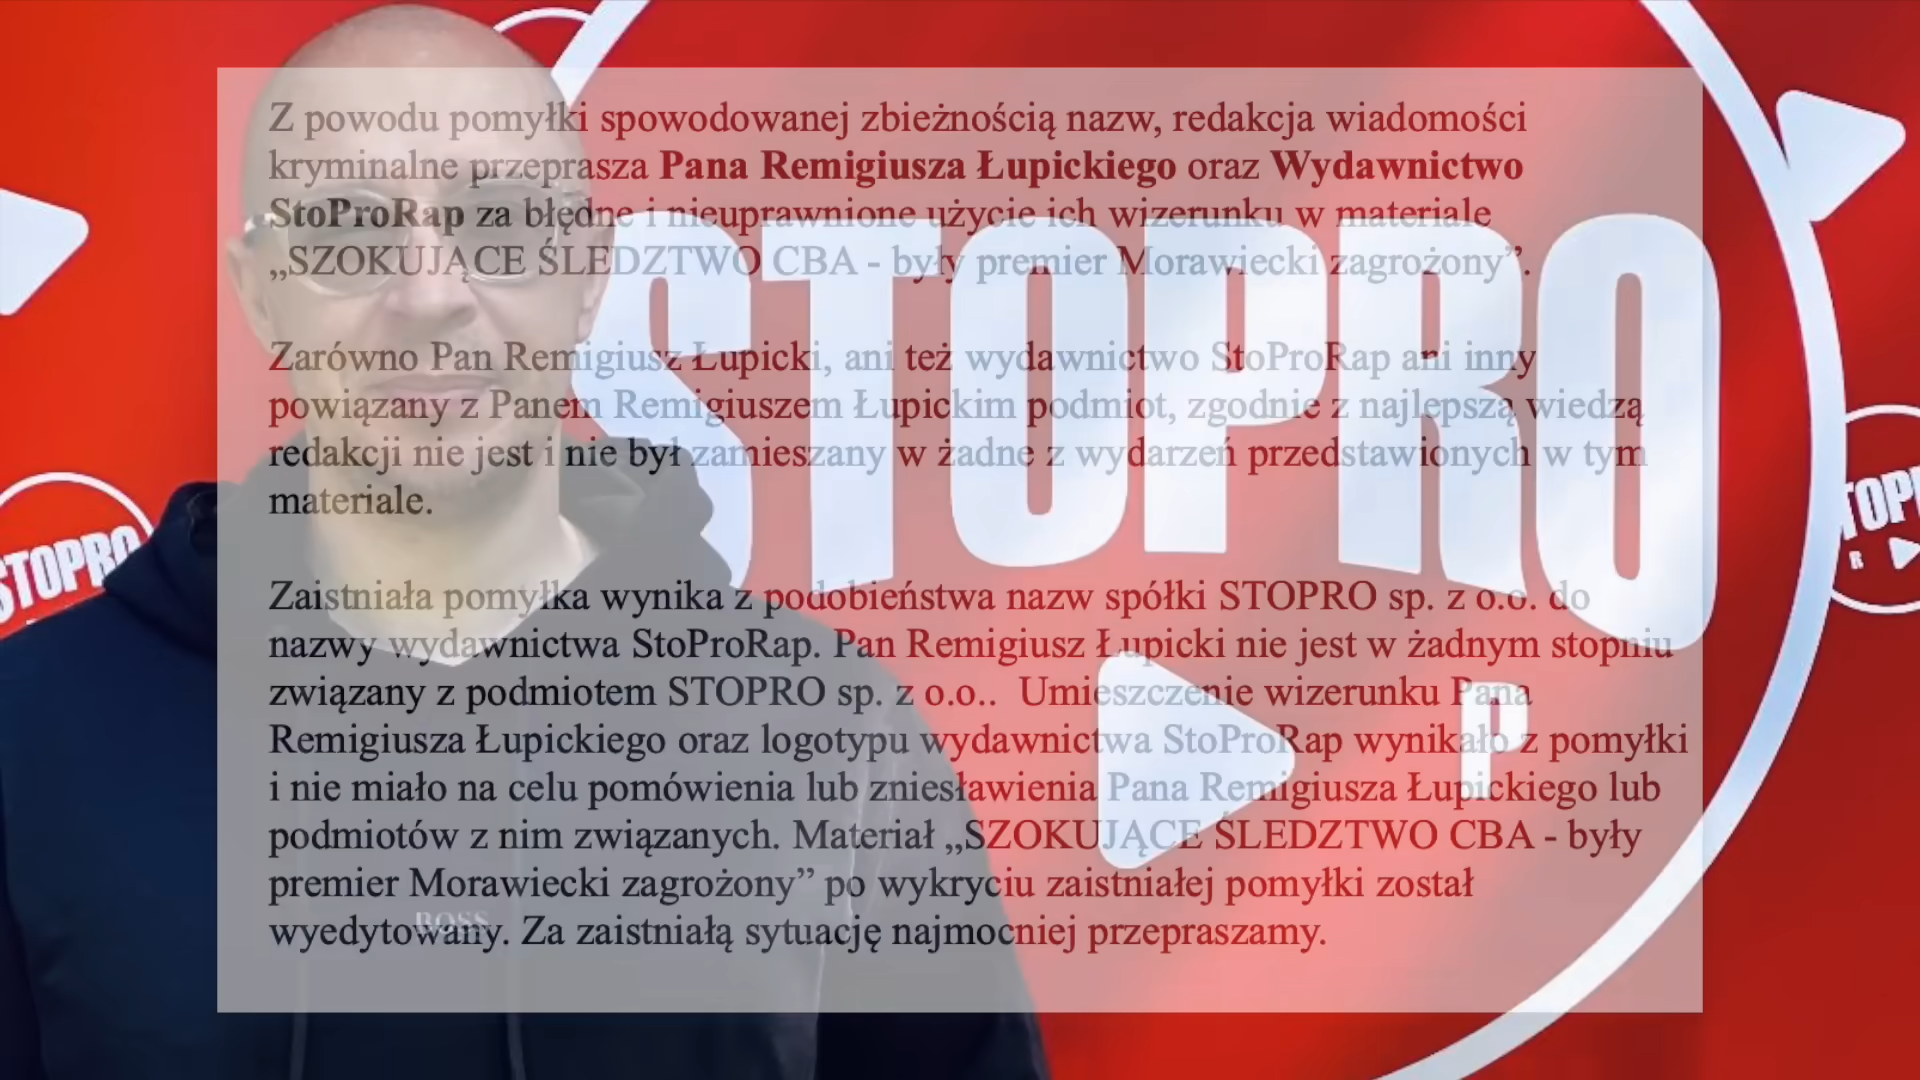 Z powodu pomyłki spowodowanej zbieżnością nazw, redakcja wiadomości
kryminalne przeprasza Pana Remigiusza Łupickiego oraz Wydawnictwo
StoProRap za błędne i nieuprawnione użycie ich wizerunku w materiale
„SZOKUJĄCE ŚLEDZTWO CBA - były premier Morawiecki zagrożony”.
Zarówno Pan Remigiusz Łupicki, ani też wydawnictwo StoProRap ani inny
powiązany z Panem Remigiuszem Łupickim podmiot, zgodnie z najlepszą wiedzą
redakcji nie jest i nie był zamieszany w żadne z wydarzeń przedstawionych w tym
materiale.
Zaistniała pomyłka wynika z podobieństwa nazw spółki STOPRO sp. z o.o. do
nazwy wydawnictwa StoProRap. Pan Remigiusz Łupicki nie jest w żadnym stopniu
związany z podmiotem STOPRO sp. z o.o.. Umieszczenie wizerunku Pana
Remigiusza Łupickiego oraz logotypu wydawnictwa StoProRap wynikało z pomyłki
i nie miało na celu pomówienia lub zniesławienia Pana Remigiusza Łupickiego lub
podmiotów z nim związanych. Materiał „SZOKUJĄCE ŚLEDZTWO CBA - były
premier Morawiecki zagrożony” po wykryciu zaistniałej pomyłki został
wyedytowany. Za zaistniałą sytuację najmocniej przepraszamy.
STOPRO
P
STOPRO
STOPR
R
BOSS